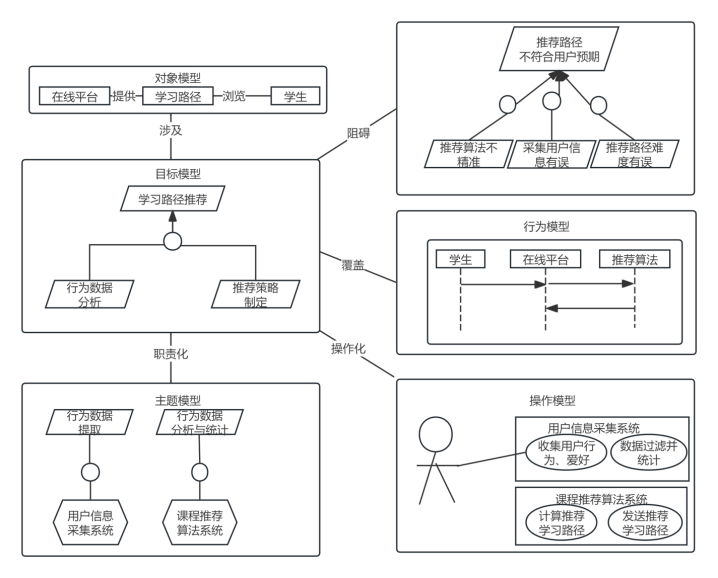 对象模型
在线平台
提供
学习路径
浏览
学生
涉及
目标模型
学习路径推荐
行为数据
分析
推荐策略
制定
职责化
主题模型
行为数据
提取
行为数据
分析与统计
用户信息
采集系统
课程推荐
算法系统
阻碍
推荐路径
不符合用户预期
推荐算法不
精准
采集用户信
息有误
推荐路径难
度有误
覆盖
行为模型
学生
在线平台
推荐算法
操作化
操作模型
用户信息采集系统
收集用户行
为、爱好
数据过滤并
统计
课程推荐算法系统
计算推荐
学习路径
发送推荐
学习路径